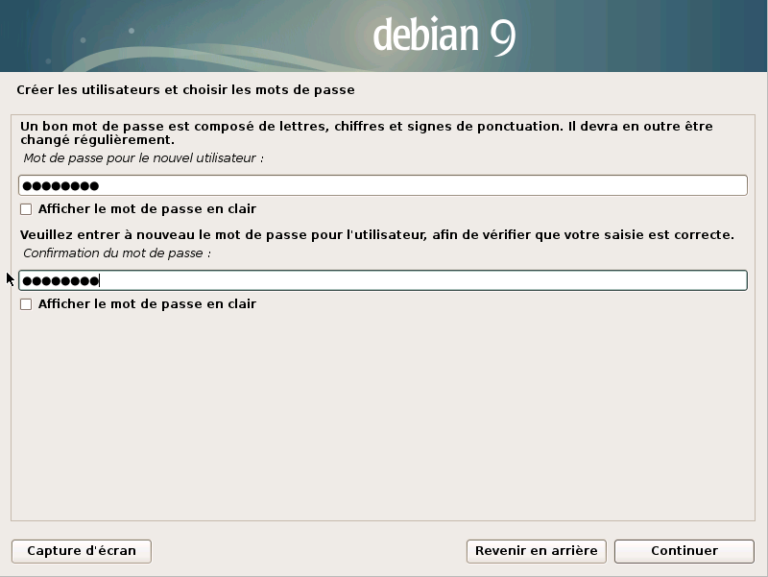 debian 9
Créer les utilisateurs et choisir les mots de passe
Un bon mot de passe est composé de lettres, chiffres et signes de ponctuation. Il devra en outre être
changé régulièrement.
Mot de passe pour le nouvel utilisateur :
●●●●●●●●
Afficher le mot de passe en clair
Veuillez entrer à nouveau le mot de passe pour l'utilisateur, afin de vérifier que votre saisie est correcte.
Confirmation du mot de passe :
●●●●●●●●
Afficher le mot de passe en clair
Capture d'écran
Revenir en arrière
Continuer